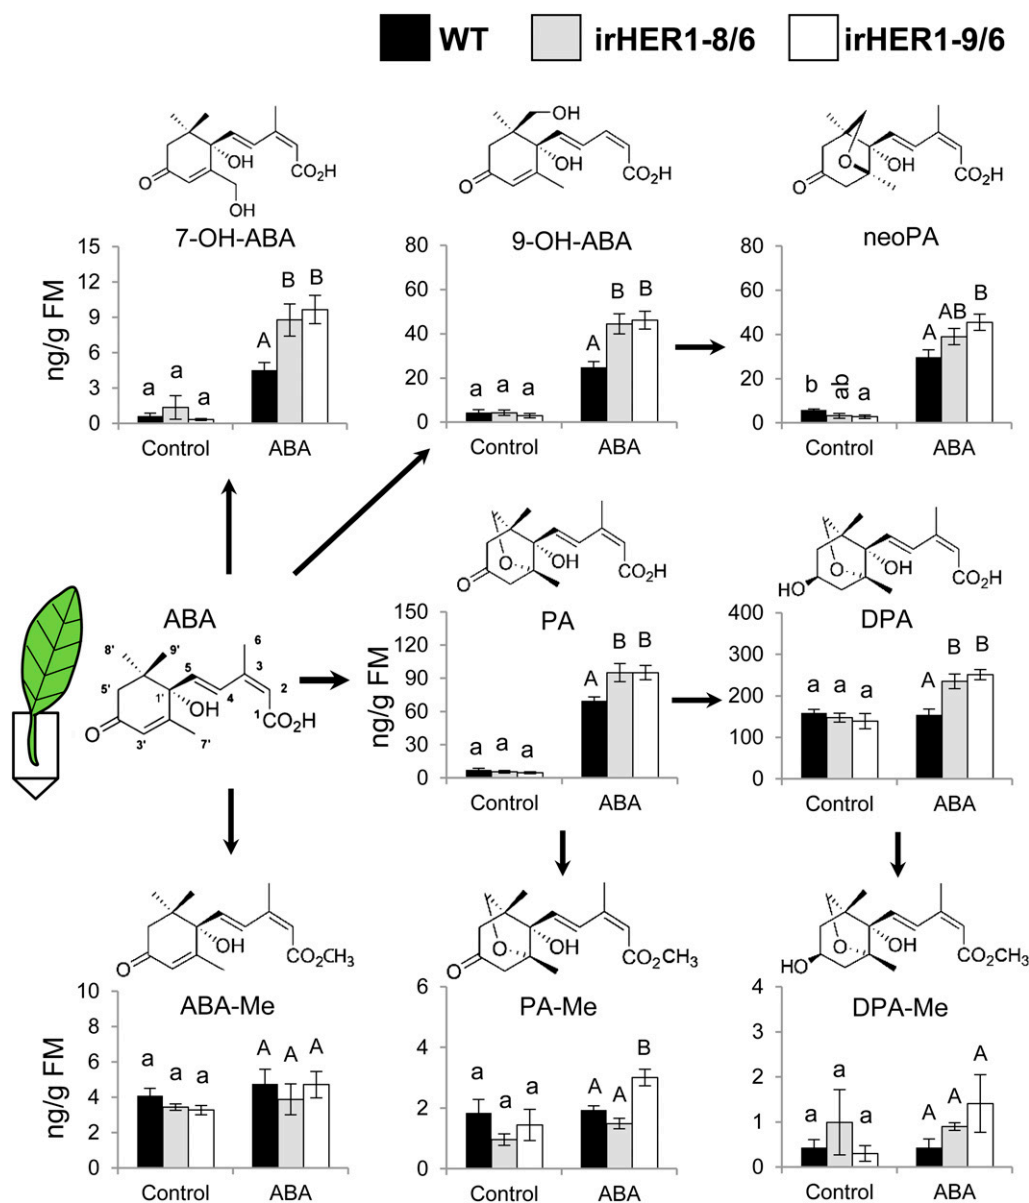 WT irHER1-8/6 irHER1-9/6
OH
OH
CO2H
O
OH
7-OH-ABA
ng/g FM
15
12
9
6
3
0
a a a A B B
Control ABA
OH
OH
CO2H
O
9-OH-ABA
80
60
40
20
0
a a a A B B
Control ABA
O
OH
CO2H
O
neoPA
80
60
40
20
0
b ab a A AB B
Control ABA
ABA
8' 9' 6
5' 5 3
1' 4 2
OH 1 CO2H
O 3' 7'
O
OH
CO2H
O
PA
ng/g FM
150
120
90
60
30
0
a a a A B B
Control ABA
O
OH
CO2H
HO
DPA
400
300
200
100
0
a a a A B B
Control ABA
OH
CO2CH3
O
ABA-Me
ng/g FM
10
8
6
4
2
0
a a a A A A
Control ABA
O
OH
CO2CH3
O
PA-Me
6
4
2
0
a a a A A B
Control ABA
O
OH
CO2CH3
HO
DPA-Me
4
3
2
1
0
a a a A A A
Control ABA